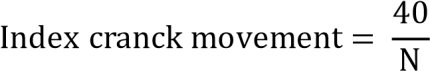 Index cranck movement = 40/N